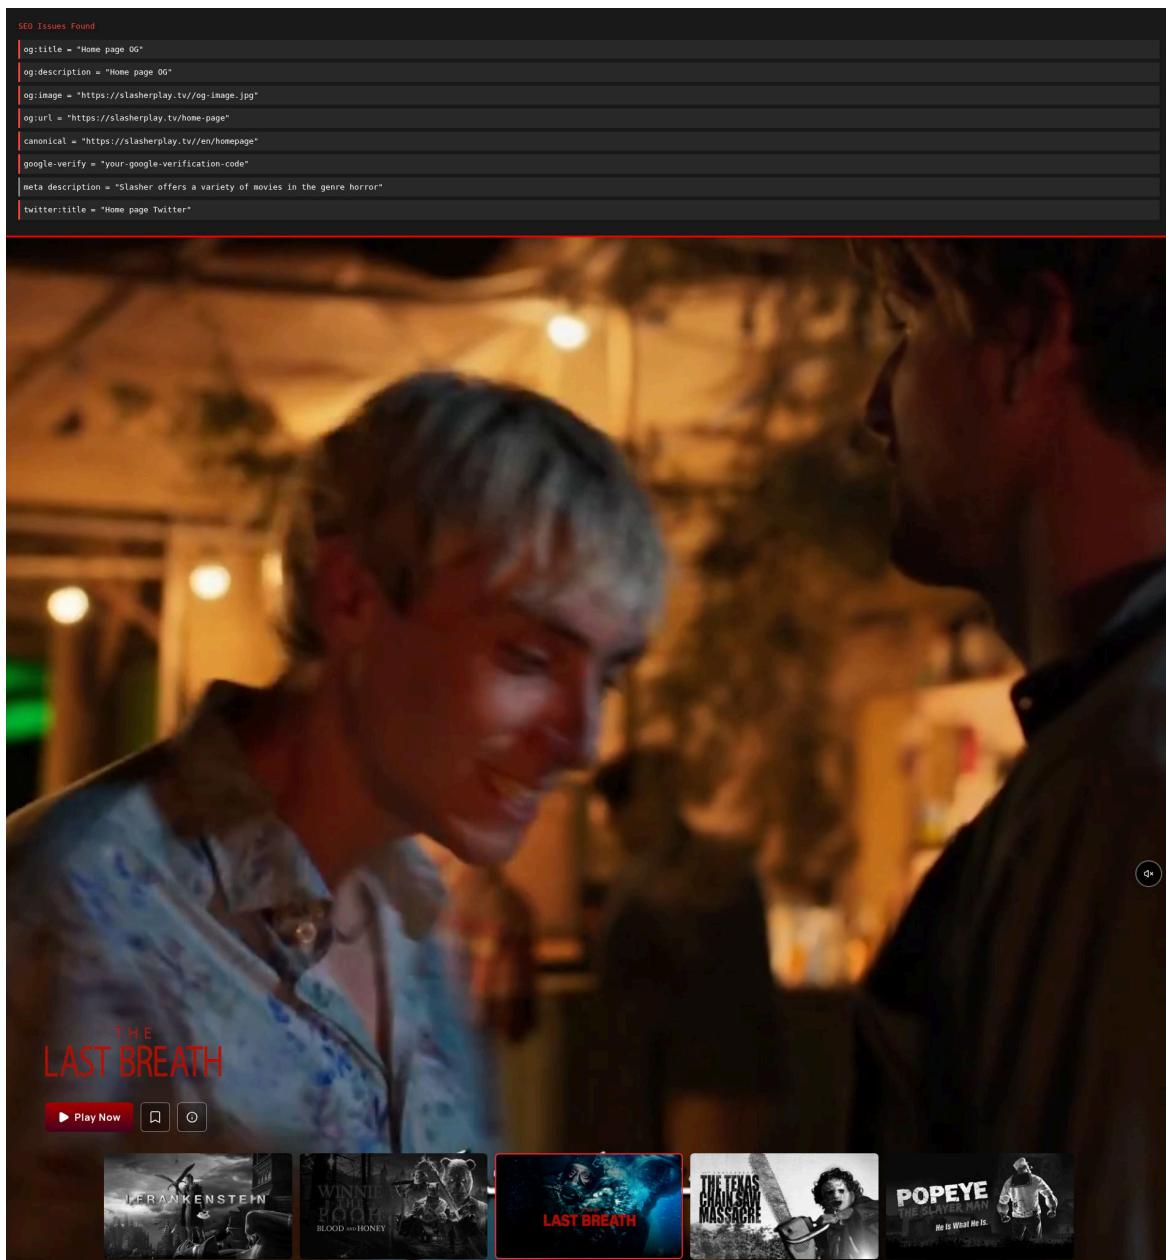 SEO Issues Found
og:title = "Home page OG"
og:description = "Home page OG"
og:image = "https://slasherplay.tv//og-image.jpg"
og:url = "https://slasherplay.tv/home-page"
canonical = "https://slasherplay.tv//en/homepage"
google-verify = "your-google-verification-code"
meta description = "Slasher offers a variety of movies in the genre horror"
twitter:title = "Home page Twitter"
THE
LAST BREATH
Play Now
I, FRANKENSTEIN
WINNIE
THE
POOH
BLOOD AND HONEY
LAST BREATH
THE TEXAS
CHAIN SAW
MASSACRE
POPEYE
THE SLAYER MAN
He Is What He Is.